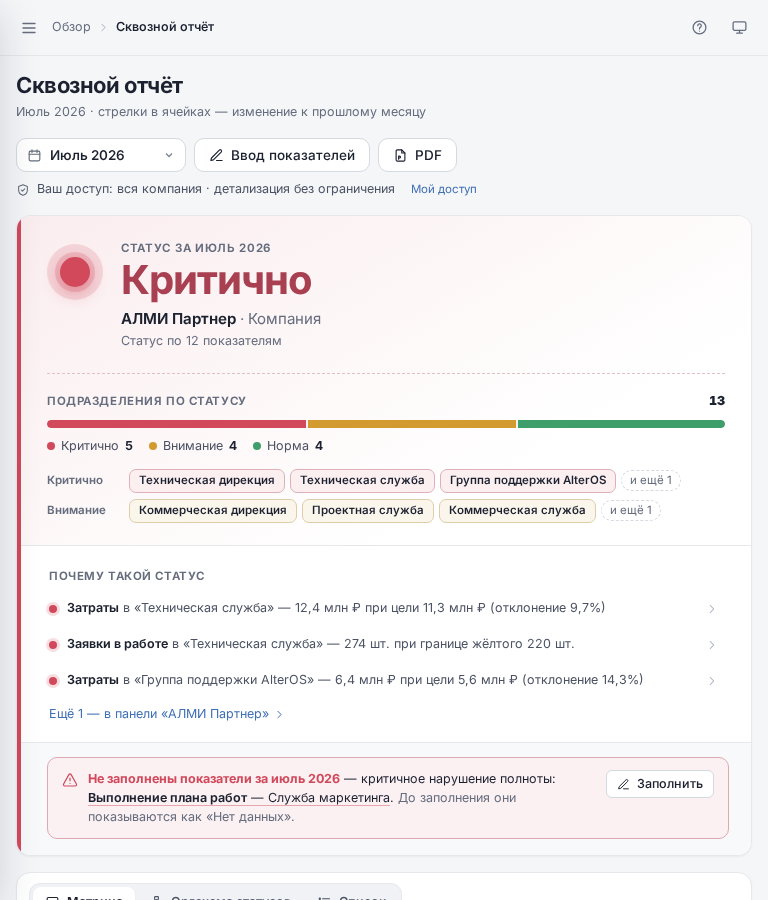 Обзор > Сквозной отчёт
Сквозной отчёт
Июль 2026 · стрелки в ячейках — изменение к прошлому месяцу
Июль 2026 Ввод показателей PDF
Ваш доступ: вся компания · детализация без ограничения Мой доступ
СТАТУС ЗА ИЮЛЬ 2026
Критично
АЛМИ Партнер · Компания
Статус по 12 показателям
ПОДРАЗДЕЛЕНИЯ ПО СТАТУСУ 13
Критично 5 Внимание 4 Норма 4
Критично Техническая дирекция Техническая служба Группа поддержки AlterOS и ещё 1
Внимание Коммерческая дирекция Проектная служба Коммерческая служба и ещё 1
ПОЧЕМУ ТАКОЙ СТАТУС
Затраты в «Техническая служба» — 12,4 млн ₽ при цели 11,3 млн ₽ (отклонение 9,7%)
Заявки в работе в «Техническая служба» — 274 шт. при границе жёлтого 220 шт.
Затраты в «Группа поддержки AlterOS» — 6,4 млн ₽ при цели 5,6 млн ₽ (отклонение 14,3%)
Ещё 1 — в панели «АЛМИ Партнер»
Не заполнены показатели за июль 2026 — критичное нарушение полноты:
Выполнение плана работ — Служба маркетинга. До заполнения они
показываются как «Нет данных».
Заполнить